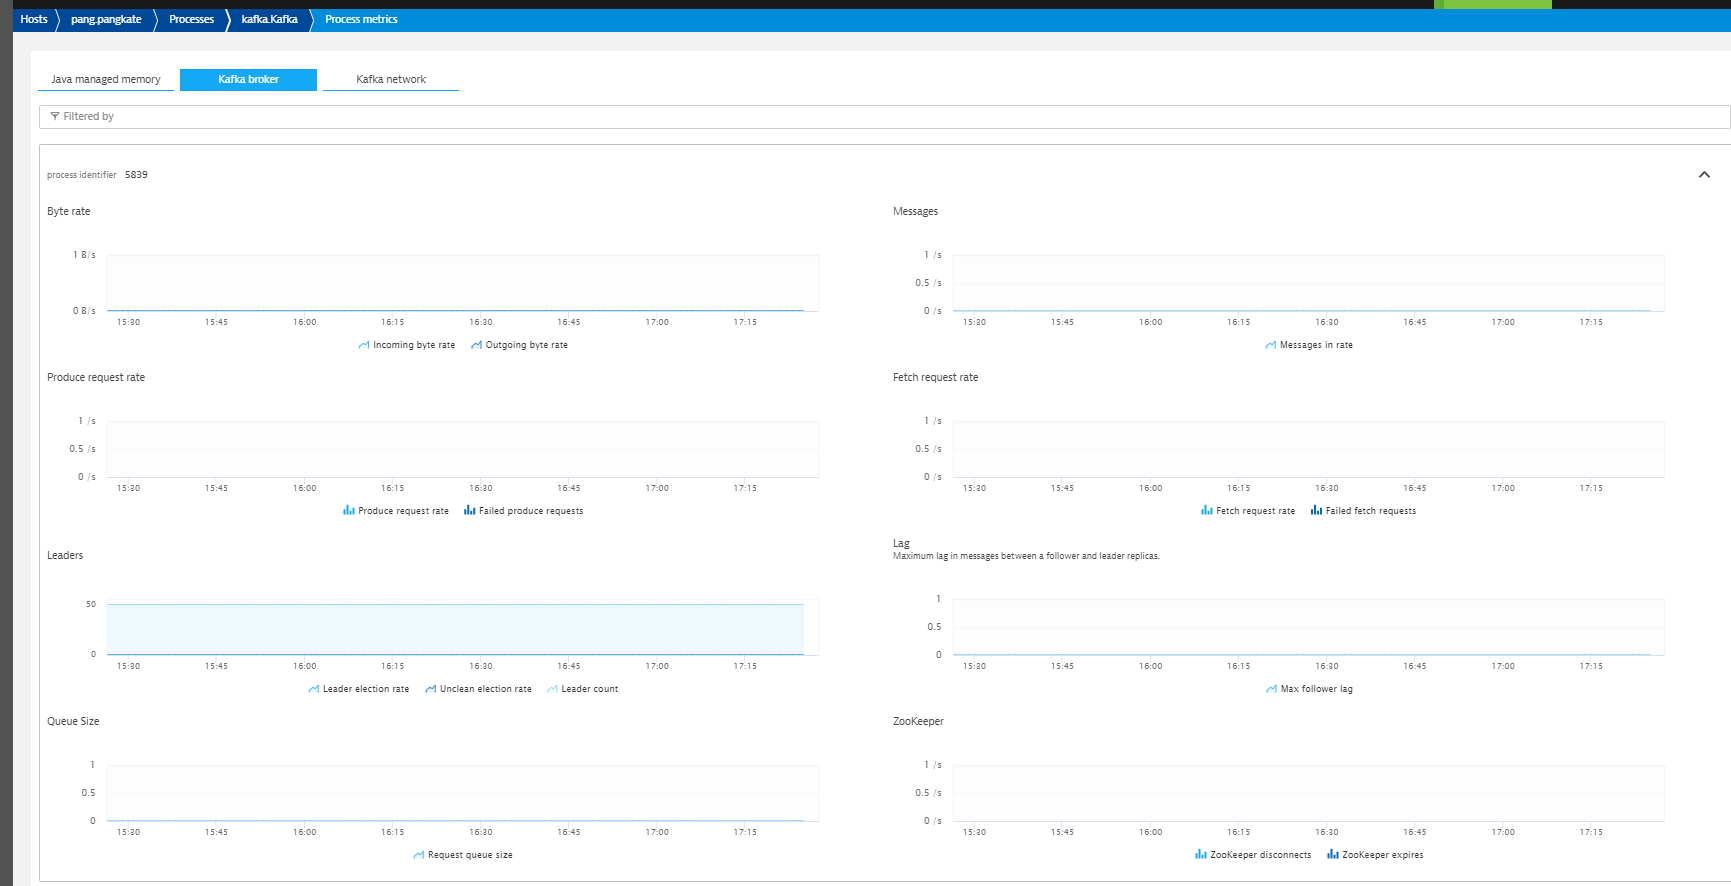 Hosts pang.pangkate Processes kafka.Kafka Process metrics
Java managed memory Kafka broker Kafka network
Filtered by
process identifier 5839
Byte rate
1 B/s
0 B/s
15:30 15:45 16:00 16:15 16:30 16:45 17:00 17:15
Incoming byte rate Outgoing byte rate
Messages
1 /s
0.5 /s
0 /s
15:30 15:45 16:00 16:15 16:30 16:45 17:00 17:15
Messages in rate
Produce request rate
1 /s
0.5 /s
0 /s
15:30 15:45 16:00 16:15 16:30 16:45 17:00 17:15
Produce request rate Failed produce requests
Fetch request rate
1 /s
0.5 /s
0 /s
15:30 15:45 16:00 16:15 16:30 16:45 17:00 17:15
Fetch request rate Failed fetch requests
Leaders
50
0
15:30 15:45 16:00 16:15 16:30 16:45 17:00 17:15
Leader election rate Unclean election rate Leader count
Lag
Maximum lag in messages between a follower and leader replicas.
1
0.5
0
15:30 15:45 16:00 16:15 16:30 16:45 17:00 17:15
Max follower lag
Queue Size
1
0.5
0
15:30 15:45 16:00 16:15 16:30 16:45 17:00 17:15
Request queue size
ZooKeeper
1 /s
0.5 /s
0 /s
15:30 15:45 16:00 16:15 16:30 16:45 17:00 17:15
ZooKeeper disconnects ZooKeeper expires